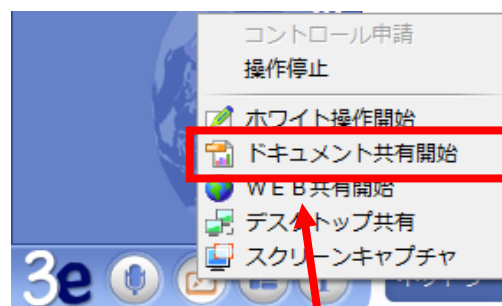 コントロール申請
操作停止
ホワイト操作開始
ドキュメント共有開始
ＷＥＢ共有開始
デスクトップ共有
スクリーンキャプチャ
3e